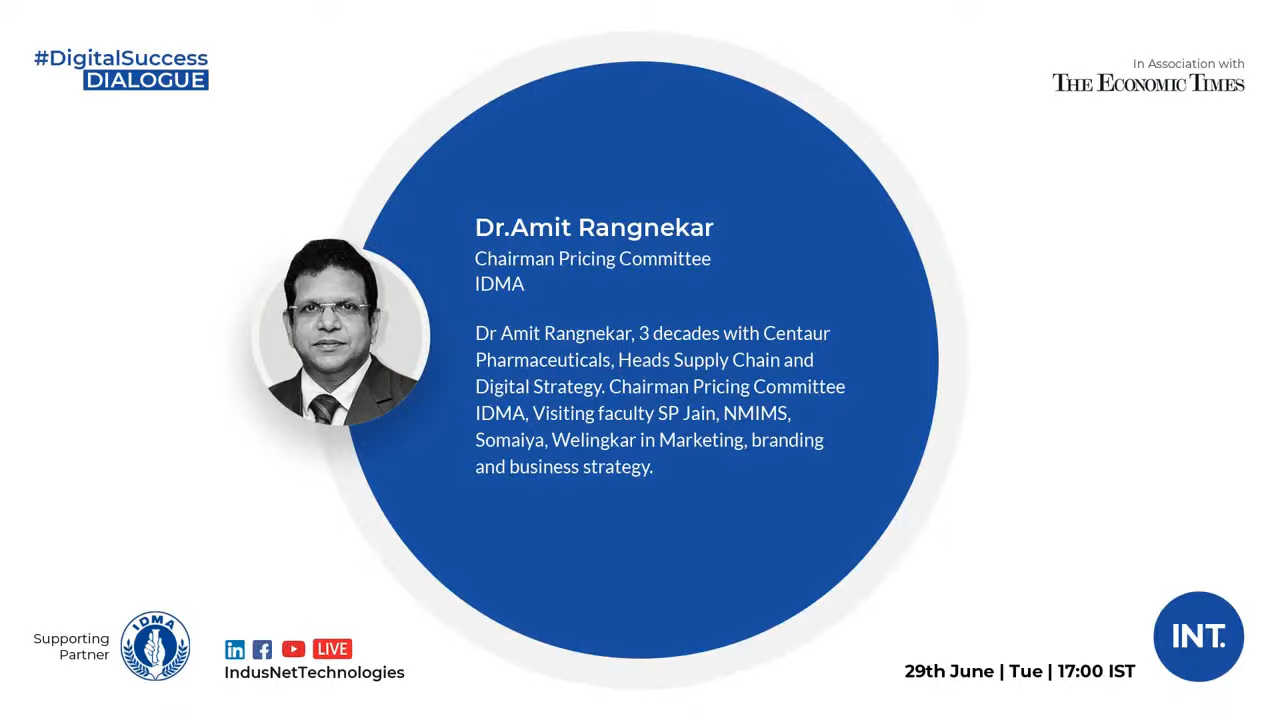 #DigitalSuccess
DIALOGUE
In Association with
THE ECONOMIC TIMES
Dr.Amit Rangnekar
Chairman Pricing Committee
IDMA
Dr Amit Rangnekar, 3 decades with Centaur
Pharmaceuticals, Heads Supply Chain and
Digital Strategy. Chairman Pricing Committee
IDMA, Visiting faculty SP Jain, NMIMS,
Somaiya, Welingkar in Marketing, branding
and business strategy.
Supporting
Partner
IDMA
in f LIVE
IndusNetTechnologies
29th June | Tue | 17:00 IST
INT.